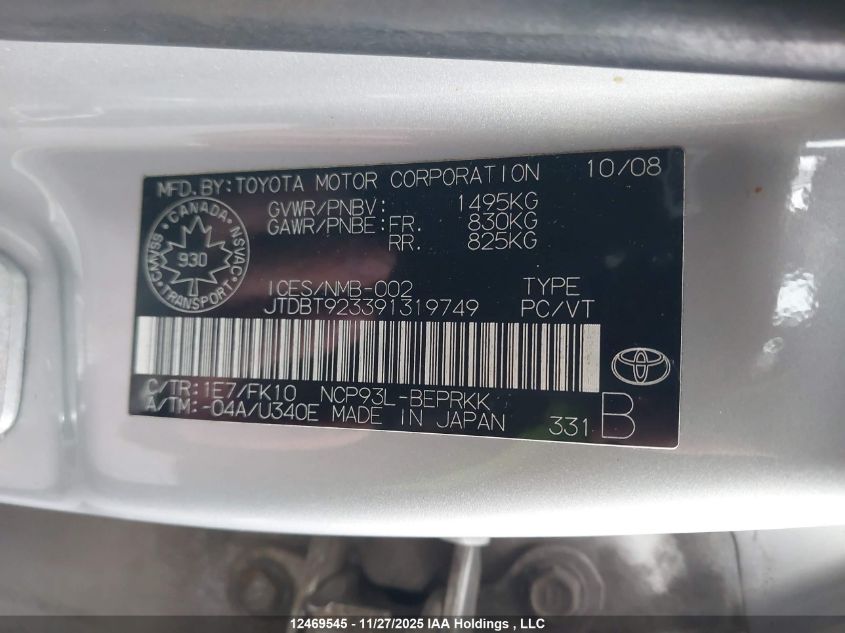 MFD.BY:TOYOTA MOTOR CORPORATION 10/08
GVWR/PNBV: 1495KG
GAWR/PNBE:FR. 830KG
RR. 825KG
CANADA
CMVSS NSVAC
930
TRANSPORT
ICES/NMB-002 TYPE
JTDBT923391319749 PC/VT
C/TR:1E7/FK10 NCP93L-BEPRKK
A/TM:-04A/U340E MADE IN JAPAN 331 B
12469545 - 11/27/2025 IAA Holdings , LLC